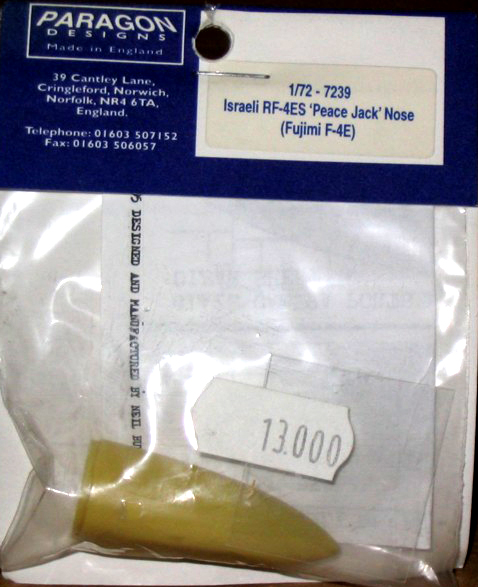 PARAGON
DESIGNS
Made in England
39 Cantley Lane,
Cringleford, Norwich,
Norfolk, NR4 6TA,
England.
Telephone: 01603 507152
Fax: 01603 506057
1/72 - 7239
Israeli RF-4ES 'Peace Jack' Nose
(Fujimi F-4E)
DESIGNED AND MANUFACTURED BY NEIL
13.000